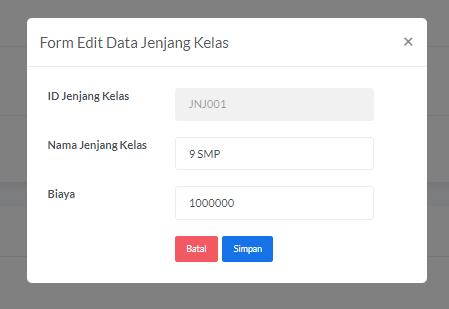 Form Edit Data Jenjang Kelas ×
ID Jenjang Kelas JNJ001
Nama Jenjang Kelas 9 SMP
Biaya 1000000
Batal Simpan